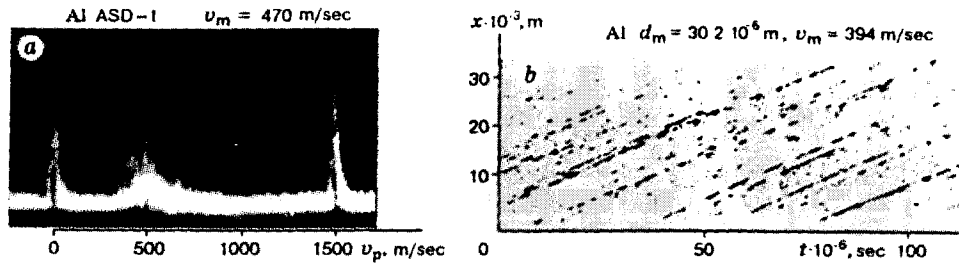 Al ASD-1 υm = 470 m/sec
a
0 500 1000 1500 υp, m/sec
x·10⁻³, m
Al dm = 30 2 10⁻⁶ m, υm = 394 m/sec
b
30
20
10
0 50 t·10⁻⁶, sec 100